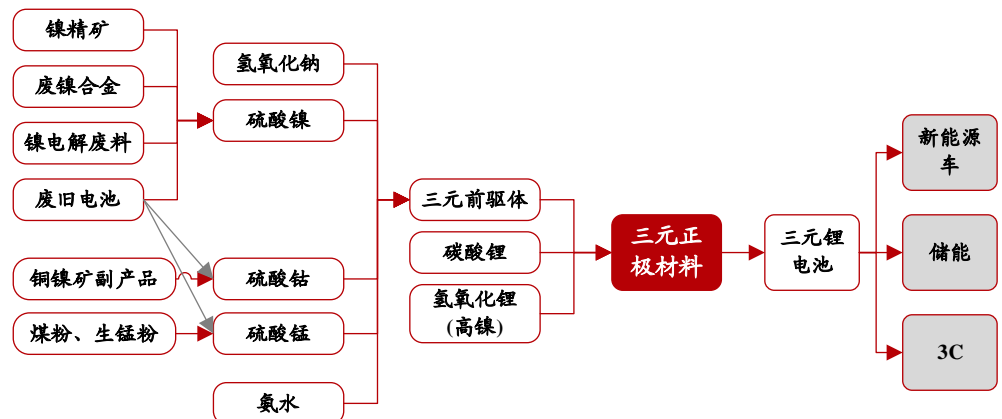 镍精矿
废镍合金
镍电解废料
废旧电池
铜镍矿副产品
煤粉、生锰粉
氢氧化钠
硫酸镍
硫酸钴
硫酸锰
氨水
三元前驱体
碳酸锂
氢氧化锂
(高镍)
三元正
极材料
三元锂
电池
新能源
车
储能
3C